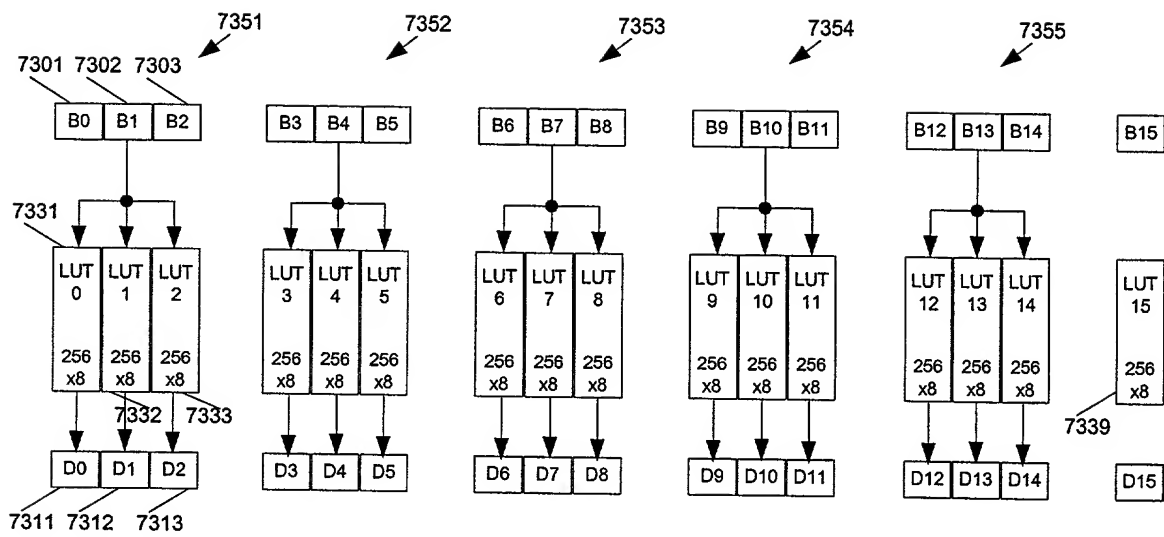 7351 7352 7353 7354 7355
7301 7302 7303
B0 B1 B2 B3 B4 B5 B6 B7 B8 B9 B10 B11 B12 B13 B14 B15
7331
LUT LUT LUT LUT LUT LUT LUT LUT LUT LUT LUT LUT LUT LUT LUT LUT
0 1 2 3 4 5 6 7 8 9 10 11 12 13 14 15
256 256 256 256 256 256 256 256 256 256 256 256 256 256 256 256
x8 x8 x8 x8 x8 x8 x8 x8 x8 x8 x8 x8 x8 x8 x8 x8
7332 7333 7339
D0 D1 D2 D3 D4 D5 D6 D7 D8 D9 D10 D11 D12 D13 D14 D15
7311 7312 7313